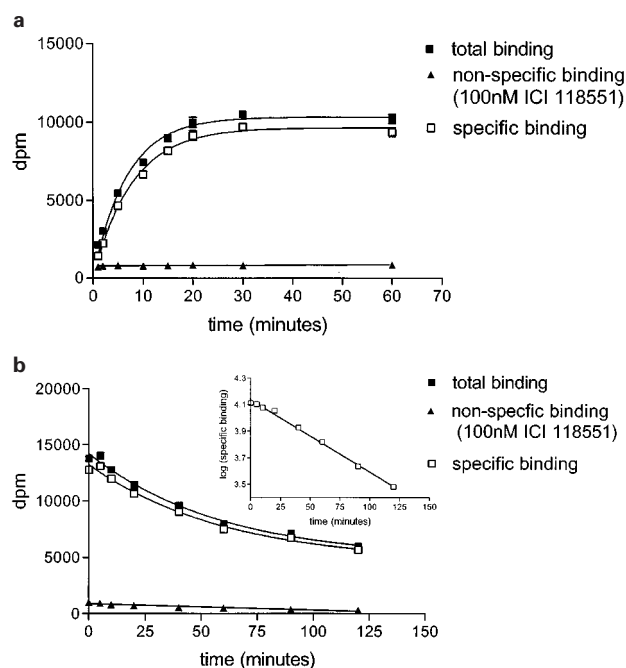 a
15000
10000
5000
0
dpm
0 10 20 30 40 50 60 70
time (minutes)
total binding
non-specific binding
(100nM ICI 118551)
specific binding
b
20000
15000
10000
5000
0
dpm
0 25 50 75 100 125 150
time (minutes)
4.3
4.1
3.9
3.7
3.5
log (specific binding)
0 25 50 75 100 125 150
time (minutes)
total binding
non-specfic binding
(100nM ICI 118551)
specific binding